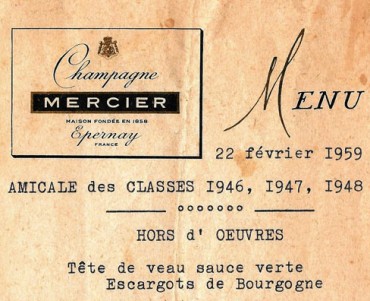 Champagne
MERCIER
MAISON FONDÉE EN 1858
Epernay
FRANCE
MENU
22 février 1959
AMICALE des CLASSES 1946, 1947, 1948
HORS d' OEUVRES
Tête de veau sauce verte
Escargots de Bourgogne